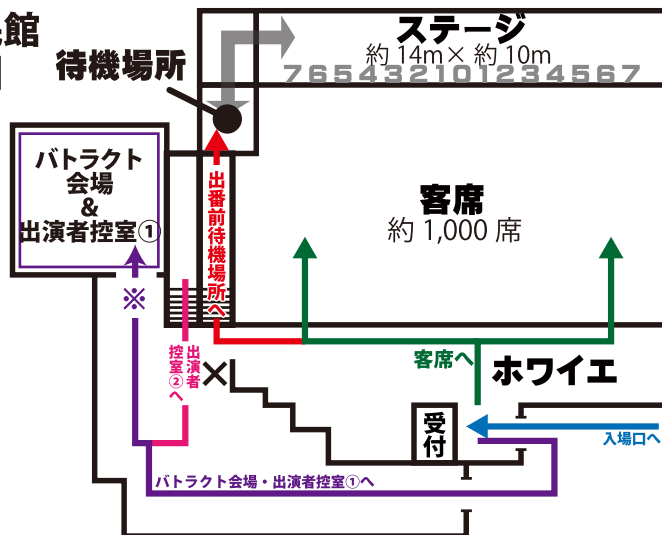 館
待機場所
ステージ
約 14m× 約 10m
765432101234567
バトラクト
会場
&
出演者控室①
出番前待機場所へ
客席
約 1,000 席
※
出演者
控室②へ
×
客席へ
ホワイエ
受付
入場口へ
バトラクト会場・出演者控室①へ